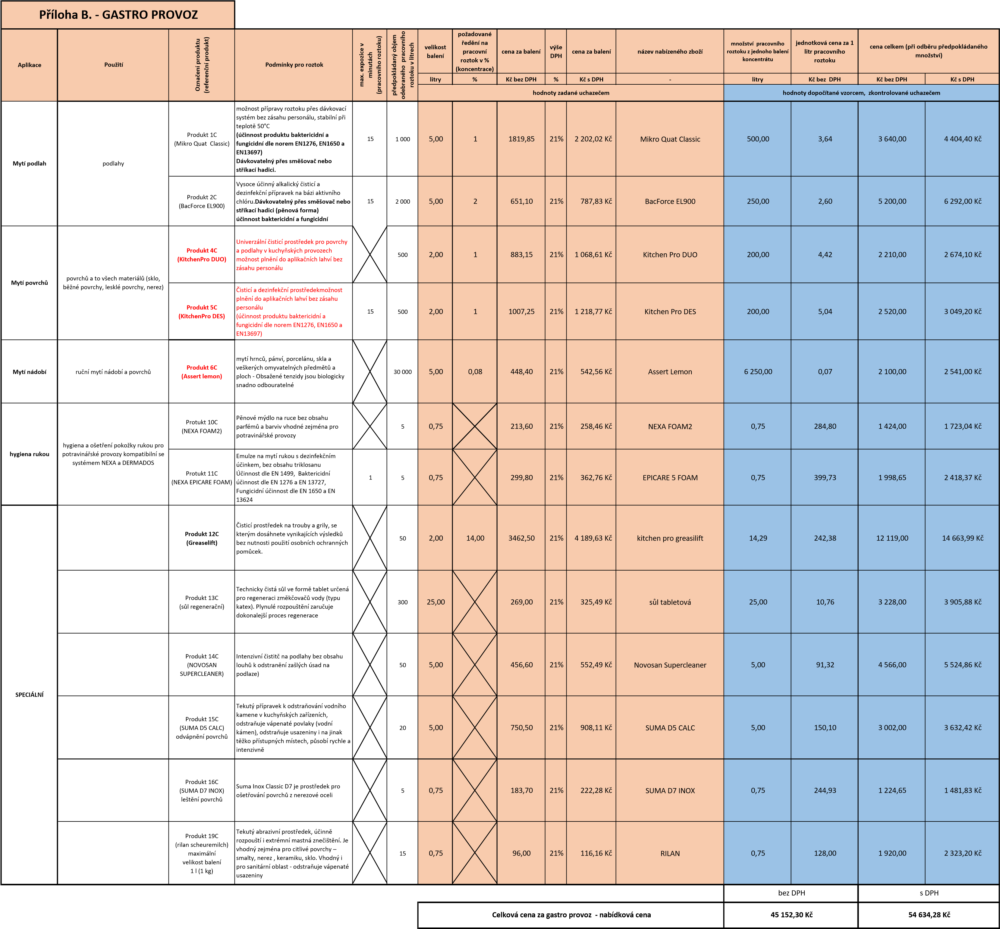 Příloha B. - GASTRO PROVOZ
Aplikace
Použití
Označení produktu
(referenční produkt)
Podmínky pro roztok
max. expozice v
minutách
(pracovního roztoku)
předpokládaný objem
odebraného pracovního
roztoku v litrech
velikost
balení
požadované
ředění na
pracovní
roztok v %
(koncentrace)
cena za balení
výše
DPH
cena za balení
název nabízeného zboží
množství pracovního
roztoku z jednoho balení
koncentrátu
jednotková cena za 1
litr pracovního
roztoku
cena celkem (při odběru předpokládaného
množství)
litry
%
Kč bez DPH
%
Kč s DPH
-
litry
Kč bez DPH
Kč bez DPH
Kč s DPH
hodnoty zadané uchazečem
hodnoty dopočítané vzorcem, zkontrolované uchazečem
Mytí podlah
podlahy
Produkt 1C
(Mikro Quat Classic)
možnost přípravy roztoku přes dávkovací
systém bez zásahu personálu, stabilní při
teplotě 50°C
(účinnost produktu baktericidní a
fungicidní dle norem EN1276, EN1650 a
EN13697)
Dávkovatelný přes směšovač nebo
stříkací hadici.
15
1 000
5,00
1
1819,85
21%
2 202,02 Kč
Mikro Quat Classic
500,00
3,64
3 640,00
4 404,40 Kč
Produkt 2C
(BacForce EL900)
Vysoce účinný alkalický čisticí a
dezinfekční přípravek na bázi aktivního
chlóru.Dávkovatelný přes směšovač nebo
stříkací hadici (pěnová forma)
účinnost baktericidní a fungicidní
15
2 000
5,00
2
651,10
21%
787,83 Kč
BacForce EL900
250,00
2,60
5 200,00
6 292,00 Kč
Mytí povrchů
povrchů a to všech materiálů (sklo,
běžné povrchy, lesklé povrchy, nerez)
Produkt 4C
(KitchenPro DUO)
Univerzální čisticí prostředek pro povrchy
a podlahy v kuchyňských provozech
možnost plnění do aplikačních lahví bez
zásahu personálu
500
2,00
1
883,15
21%
1 068,61 Kč
Kitchen Pro DUO
200,00
4,42
2 210,00
2 674,10 Kč
Produkt 5C
(KitchenPro DES)
Čisticí a dezinfekční prostředekmožnost
plnění do aplikačních lahví bez zásahu
personálu
(účinnost produktu baktericidní a
fungicidní dle norem EN1276, EN1650 a
EN13697)
15
500
2,00
1
1007,25
21%
1 218,77 Kč
Kitchen Pro DES
200,00
5,04
2 520,00
3 049,20 Kč
Mytí nádobí
ruční mytí nádobí a povrchů
Produkt 6C
(Assert lemon)
mytí hrnců, pánví, porcelánu, skla a
veškerých omyvatelných předmětů a
ploch - Obsažené tenzidy jsou biologicky
snadno odbouratelné
30 000
5,00
0,08
448,40
21%
542,56 Kč
Assert Lemon
6 250,00
0,07
2 100,00
2 541,00 Kč
hygiena rukou
hygiena a ošetření pokožky rukou pro
potravinářské provozy kompatibilní se
systémem NEXA a DERMADOS
Protukt 10C
(NEXA FOAM2)
Pěnové mýdlo na ruce bez obsahu
parfémů a barviv vhodné zejména pro
potravinářské provozy
5
0,75
213,60
21%
258,46 Kč
NEXA FOAM2
0,75
284,80
1 424,00
1 723,04 Kč
Protukt 11C
(NEXA EPICARE FOAM)
Emulze na mytí rukou s dezinfekčním
účinkem, bez obsahu triklosanu
Účinnost dle EN 1499, Baktericidní
účinnost dle EN 1276 a EN 13727,
Fungicidní účinnost dle EN 1650 a EN
13624
1
5
0,75
299,80
21%
362,76 Kč
EPICARE 5 FOAM
0,75
399,73
1 998,65
2 418,37 Kč
SPECIÁLNÍ
Produkt 12C
(Greaselift)
Čisticí prostředek na trouby a grily, se
kterým dosáhnete vynikajících výsledků
bez nutnosti použití osobních ochranných
pomůcek.
50
2,00
14,00
3462,50
21%
4 189,63 Kč
kitchen pro greasilift
14,29
242,38
12 119,00
14 663,99 Kč
Produkt 13C
(sůl regenerační)
Technicky čistá sůl ve formě tablet určená
pro regeneraci změkčovačů vody (typu
katex). Plynulé rozpouštění zaručuje
dokonalejší proces regenerace
300
25,00
269,00
21%
325,49 Kč
sůl tabletová
25,00
10,76
3 228,00
3 905,88 Kč
Produkt 14C
(NOVOSAN
SUPERCLEANER)
Intenzivní čistitč na podlahy bez obsahu
louhů k odstranění zašlých úsad na
podlaze)
50
5,00
456,60
21%
552,49 Kč
Novosan Supercleaner
5,00
91,32
4 566,00
5 524,86 Kč
Produkt 15C
(SUMA D5 CALC)
odvápnění povrchů
Tekutý přípravek k odstraňování vodního
kamene v kuchyňských zařízeních,
odstraňuje vápenaté povlaky (vodní
kámen), odstraňuje usazeniny i na jinak
těžko přístupných místech, působí rychle a
intenzivně
20
5,00
750,50
21%
908,11 Kč
SUMA D5 CALC
5,00
150,10
3 002,00
3 632,42 Kč
Produkt 16C
(SUMA D7 INOX)
leštění povrchů
Suma Inox Classic D7 je prostředek pro
ošetřování povrchů z nerezové oceli
5
0,75
183,70
21%
222,28 Kč
SUMA D7 INOX
0,75
244,93
1 224,65
1 481,83 Kč
Produkt 19C
(rilan scheuremilch)
maximální
velikost balení
1 l (1 kg)
Tekutý abrazivní prostředek, účinně
rozpouští i extrémní mastná znečištění. Je
vhodný zejména pro citlivé povrchy –
smalty, nerez , keramiku, sklo. Vhodný i
pro sanitární oblast - odstraňuje vápenaté
usazeniny
15
0,75
96,00
21%
116,16 Kč
RILAN
0,75
128,00
1 920,00
2 323,20 Kč
bez DPH
s DPH
Celková cena za gastro provoz - nabídková cena
45 152,30 Kč
54 634,28 Kč